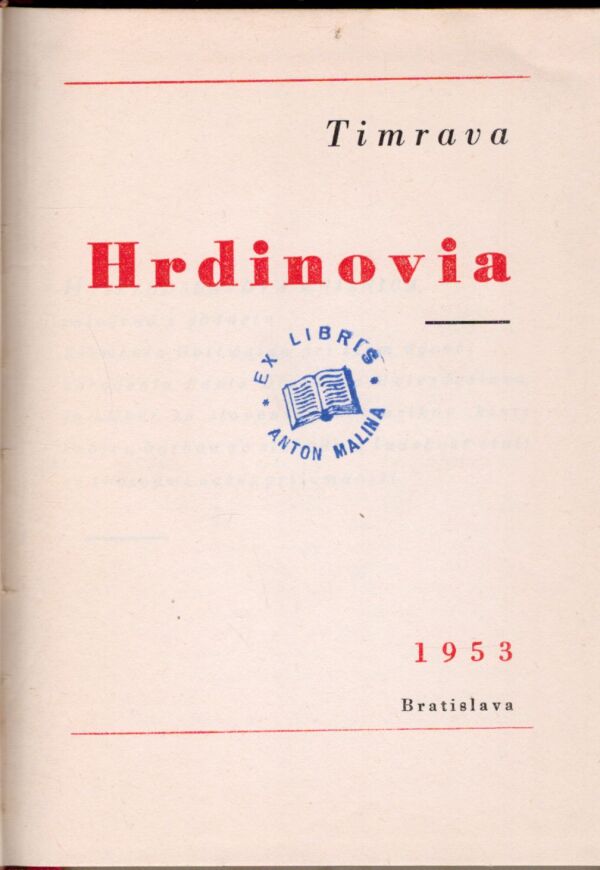 Timrava
Hrdinovia
* EX LIBRIS *
ANTON MALINA
1953
Bratislava